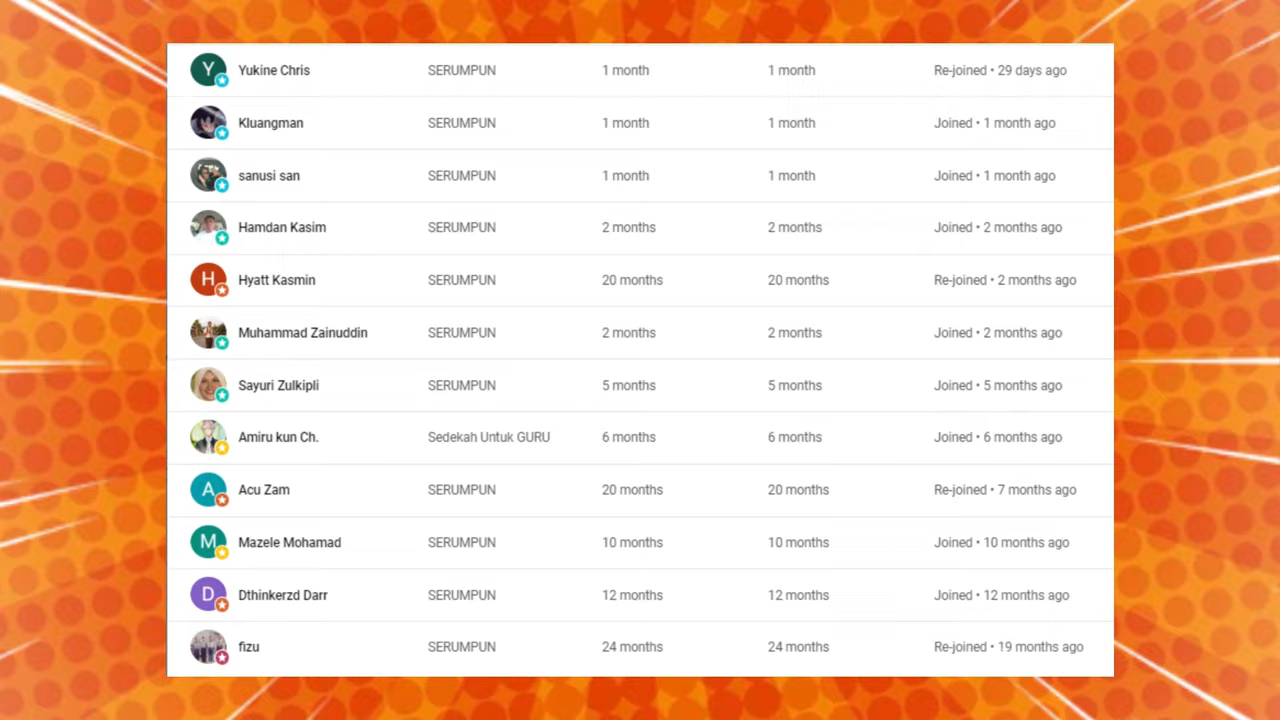 Y Yukine Chris SERUMPUN 1 month 1 month Re-joined • 29 days ago
Kluangman SERUMPUN 1 month 1 month Joined • 1 month ago
sanusi san SERUMPUN 1 month 1 month Joined • 1 month ago
Hamdan Kasim SERUMPUN 2 months 2 months Joined • 2 months ago
H Hyatt Kasmin SERUMPUN 20 months 20 months Re-joined • 2 months ago
Muhammad Zainuddin SERUMPUN 2 months 2 months Joined • 2 months ago
Sayuri Zulkipli SERUMPUN 5 months 5 months Joined • 5 months ago
Amiru kun Ch. Sedekah Untuk GURU 6 months 6 months Joined • 6 months ago
A Acu Zam SERUMPUN 20 months 20 months Re-joined • 7 months ago
M Mazele Mohamad SERUMPUN 10 months 10 months Joined • 10 months ago
D Dthinkerzd Darr SERUMPUN 12 months 12 months Joined • 12 months ago
fizu SERUMPUN 24 months 24 months Re-joined • 19 months ago